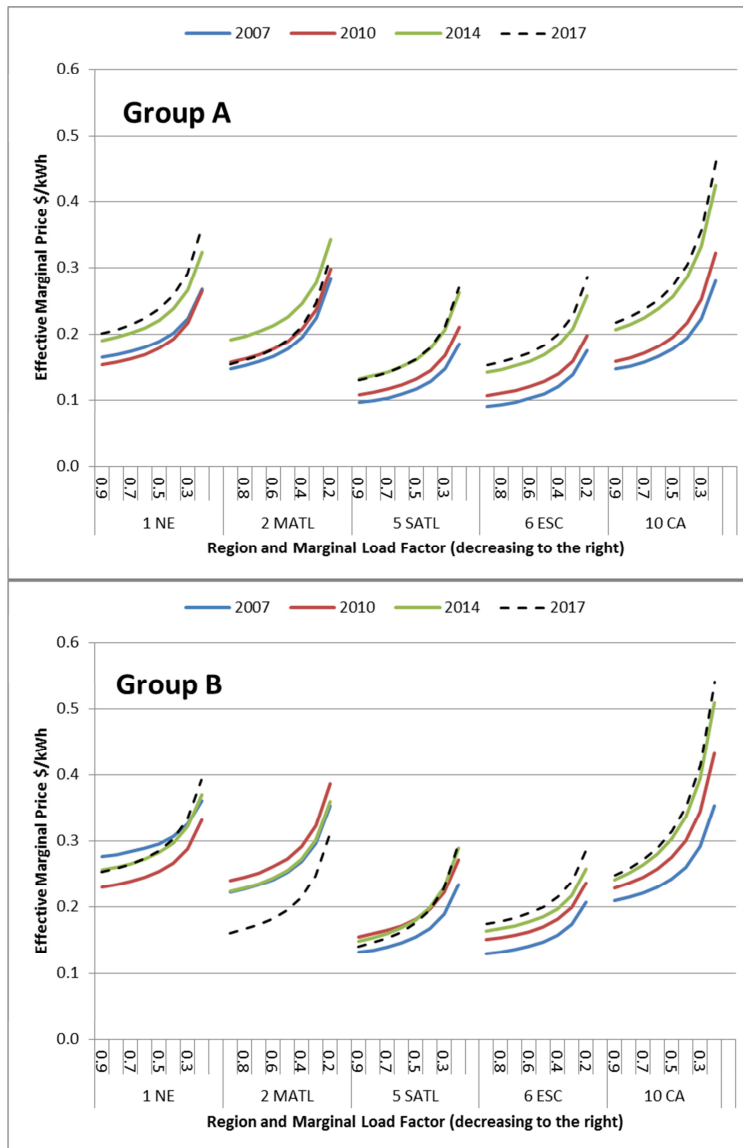 2007 2010 2014 2017
0.6
Group A
0.5
0.4
0.3
0.2
0.1
0.0
Effective Marginal Price $/kWh
0.9 0.7 0.5 0.3 0.8 0.6 0.4 0.2 0.9 0.7 0.5 0.3 0.8 0.6 0.4 0.2 0.9 0.7 0.5 0.3
1 NE 2 MATL 5 SATL 6 ESC 10 CA
Region and Marginal Load Factor (decreasing to the right)
2007 2010 2014 2017
0.6
Group B
0.5
0.4
0.3
0.2
0.1
0.0
Effective Marginal Price $/kWh
0.9 0.7 0.5 0.3 0.8 0.6 0.4 0.2 0.9 0.7 0.5 0.3 0.8 0.6 0.4 0.2 0.9 0.7 0.5 0.3
1 NE 2 MATL 5 SATL 6 ESC 10 CA
Region and Marginal Load Factor (decreasing to the right)